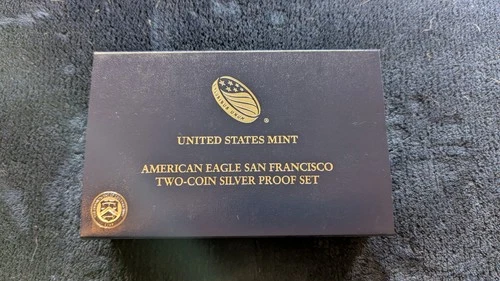 ®
UNITED STATES MINT
AMERICAN EAGLE SAN FRANCISCO
TWO-COIN SILVER PROOF SET